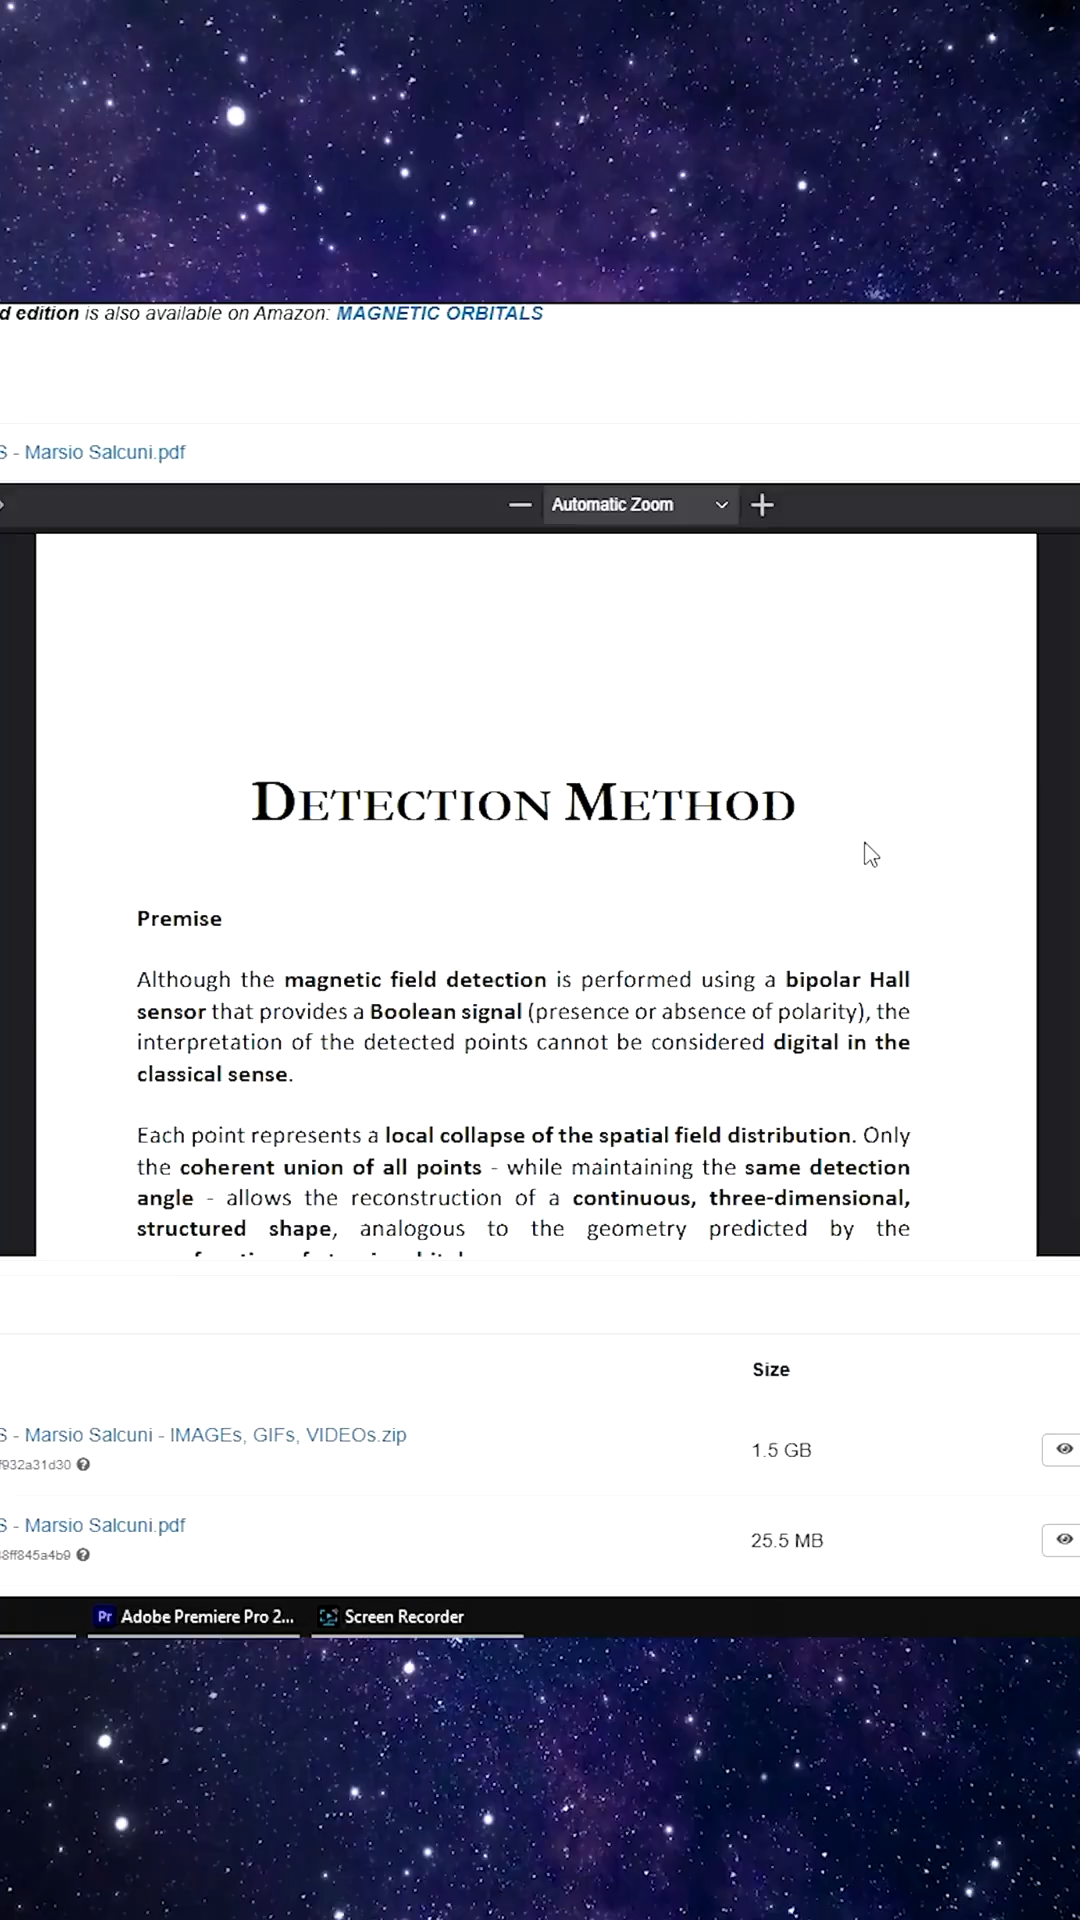 d edition is also available on Amazon: MAGNETIC ORBITALS
S - Marsio Salcuni.pdf
Automatic Zoom
DETECTION METHOD
Premise
Although the magnetic field detection is performed using a bipolar Hall
sensor that provides a Boolean signal (presence or absence of polarity), the
interpretation of the detected points cannot be considered digital in the
classical sense.
Each point represents a local collapse of the spatial field distribution. Only
the coherent union of all points - while maintaining the same detection
angle - allows the reconstruction of a continuous, three-dimensional,
structured shape, analogous to the geometry predicted by the
Size
S - Marsio Salcuni - IMAGEs, GIFs, VIDEOs.zip
f932a31d30
1.5 GB
S - Marsio Salcuni.pdf
8ff845a4b9
25.5 MB
Pr Adobe Premiere Pro 2... Screen Recorder